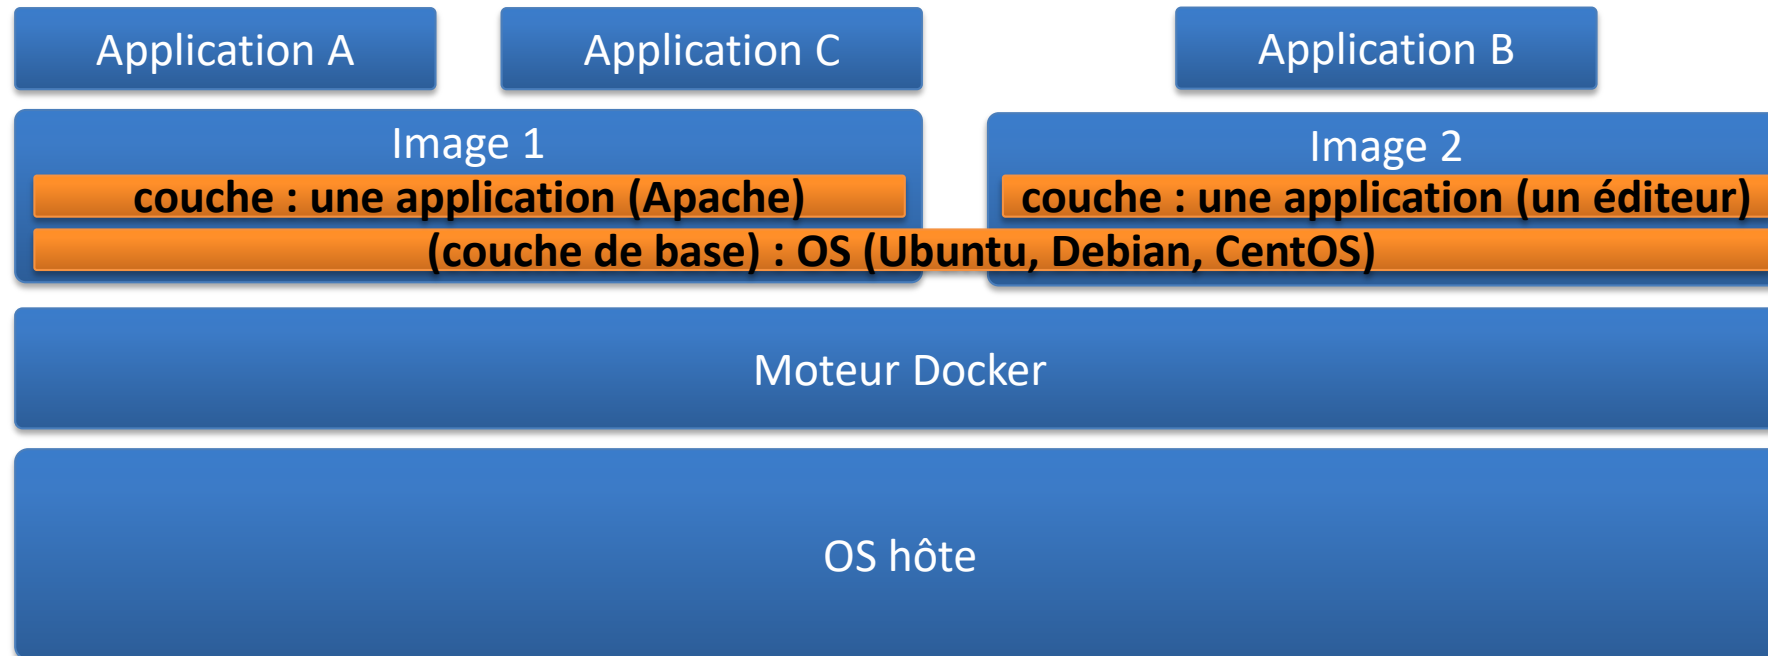 Application A
Application C
Application B
Image 1
Image 2
couche : une application (Apache)
couche : une application (un éditeur)
(couche de base) : OS (Ubuntu, Debian, CentOS)
Moteur Docker
OS hôte